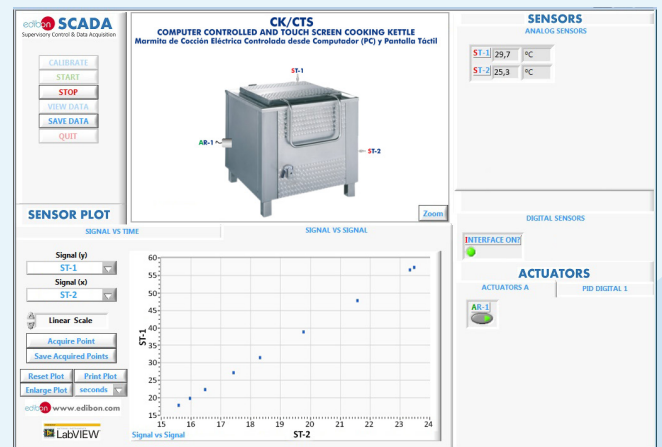 edibon SCADA
Supervisory Control & Data Acquisition
CALIBRATE
START
STOP
VIEW DATA
SAVE DATA
QUIT
CK/CTS
COMPUTER CONTROLLED AND TOUCH SCREEN COOKING KETTLE
Marmita de Cocción Eléctrica Controlada desde Computador (PC) y Pantalla Táctil
ST-1
AR-1
ST-2
Zoom
SENSORS
ANALOG SENSORS
ST-1 29,7 ºC
ST-2 25,3 ºC
DIGITAL SENSORS
INTERFACE ON?
ACTUATORS
ACTUATORS A PID DIGITAL 1
AR-1
SENSOR PLOT
SIGNAL VS TIME SIGNAL VS SIGNAL
Signal (y)
ST-1
Signal (x)
ST-2
Linear Scale
Acquire Point
Save Acquired Points
Reset Plot Print Plot
Enlarge Plot seconds
edibon www.edibon.com
LabVIEW
60
55
50
45
40
35
30
25
20
15
ST-1
15 16 17 18 19 20 21 22 23 24
Signal vs Signal ST-2